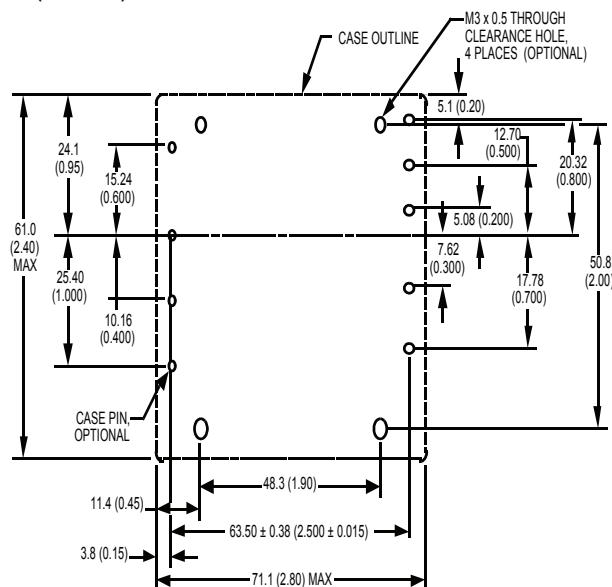 M3 x 0.5 THROUGH
CLEARANCE HOLE,
4 PLACES (OPTIONAL)
CASE OUTLINE
5.1 (0.20)
12.70
(0.500)
20.32
(0.800)
24.1
(0.95)
15.24
(0.600)
5.08 (0.200)
61.0
(2.40)
MAX
7.62
(0.300)
50.8
(2.00)
25.40
(1.000)
17.78
(0.700)
10.16
(0.400)
CASE PIN,
OPTIONAL
48.3 (1.90)
11.4 (0.45)
63.50 ± 0.38 (2.500 ± 0.015)
3.8 (0.15)
71.1 (2.80) MAX